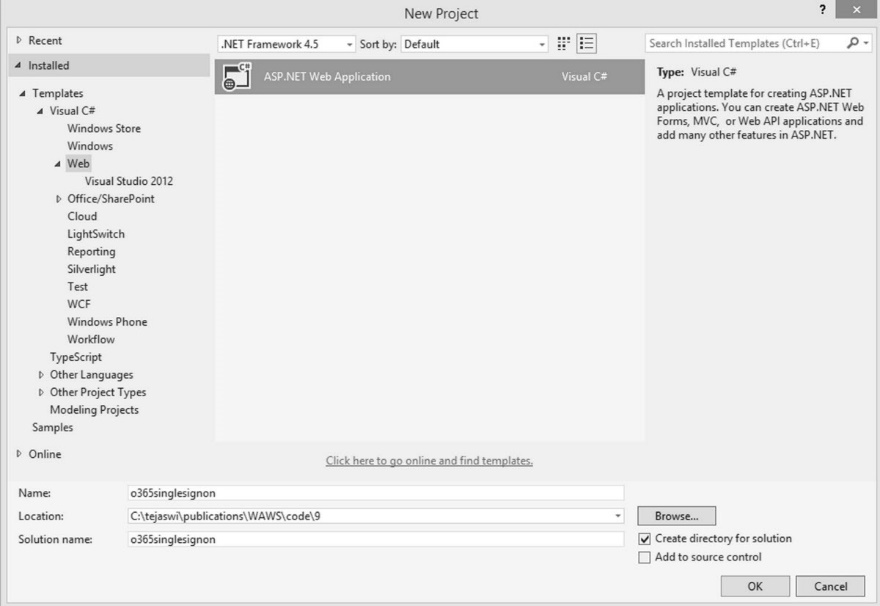 New Project
?
Recent
.NET Framework 4.5
Sort by: Default
Search Installed Templates (Ctrl+E)
Installed
Templates
Visual C#
Windows Store
Windows
Web
Visual Studio 2012
Office/SharePoint
Cloud
LightSwitch
Reporting
Silverlight
Test
WCF
Windows Phone
Workflow
TypeScript
Other Languages
Other Project Types
Modeling Projects
Samples
Online
C#
ASP.NET Web Application
Visual C#
Type: Visual C#
A project template for creating ASP.NET
applications. You can create ASP.NET Web
Forms, MVC, or Web API applications and
add many other features in ASP.NET.
Click here to go online and find templates.
Name: o365singlesignon
Location: C:\tejaswi\publications\WAWS\code\9
Browse...
Solution name: o365singlesignon
Create directory for solution
Add to source control
OK
Cancel